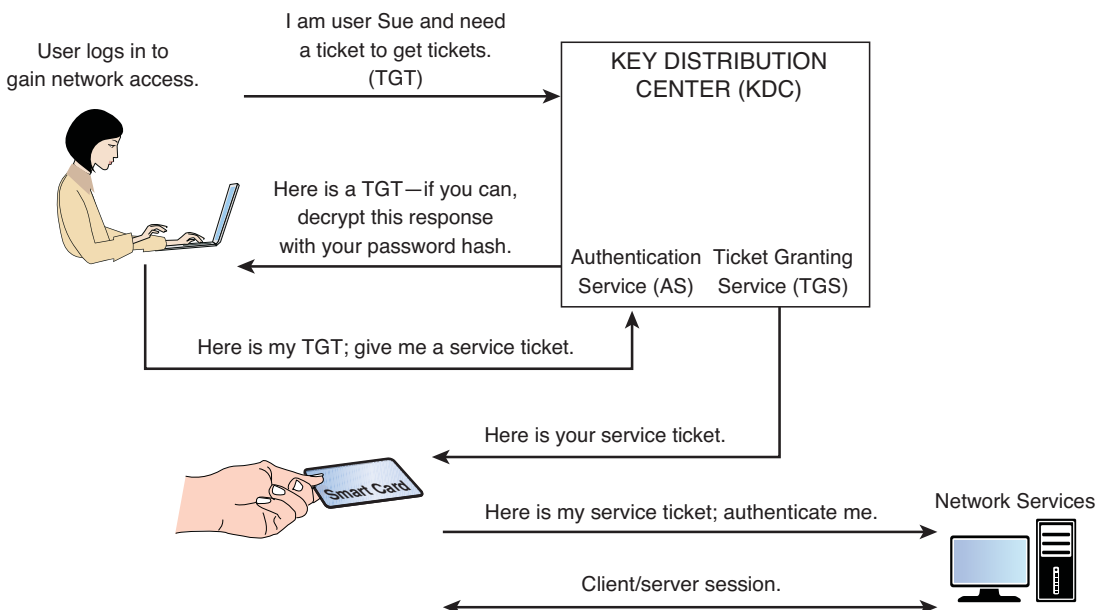 User logs in to
gain network access.
I am user Sue and need
a ticket to get tickets.
(TGT)
KEY DISTRIBUTION
CENTER (KDC)
Here is a TGT—if you can,
decrypt this response
with your password hash.
Authentication
Service (AS)
Ticket Granting
Service (TGS)
Here is my TGT; give me a service ticket.
Here is your service ticket.
Smart Card
Here is my service ticket; authenticate me.
Network Services
Client/server session.